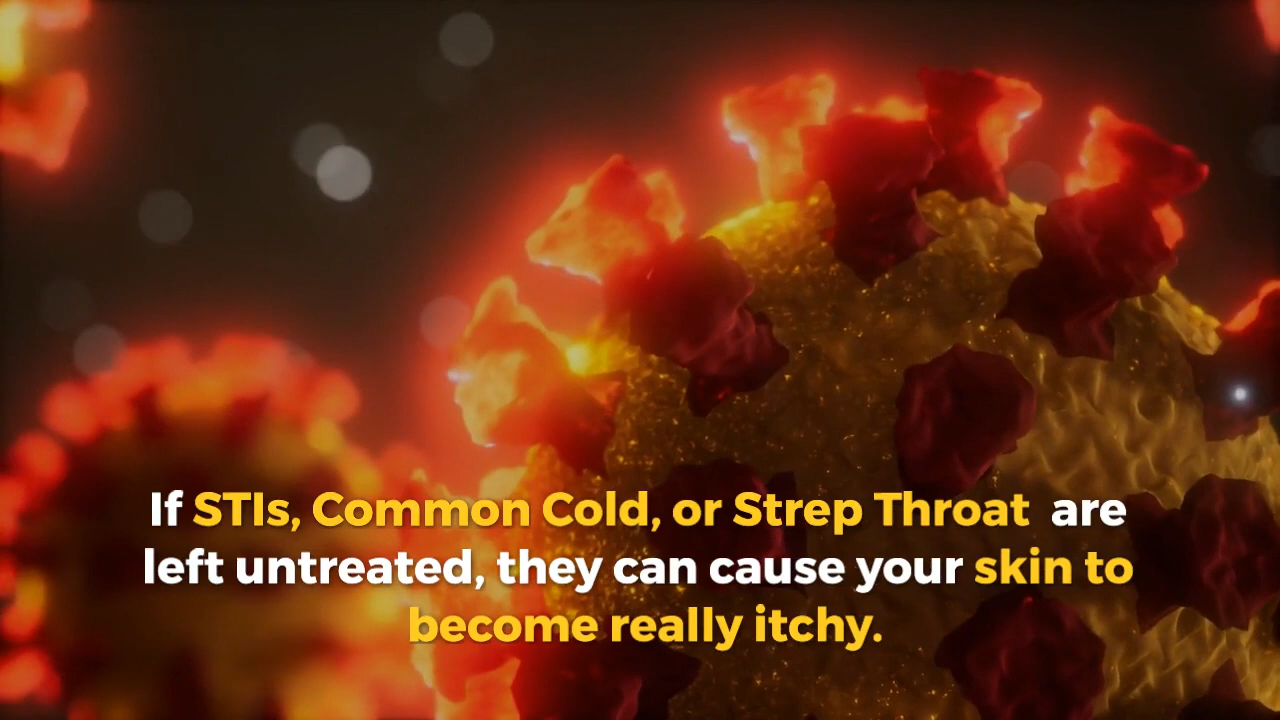 If STIs, Common Cold, or Strep Throat are
left untreated, they can cause your skin to
become really itchy.